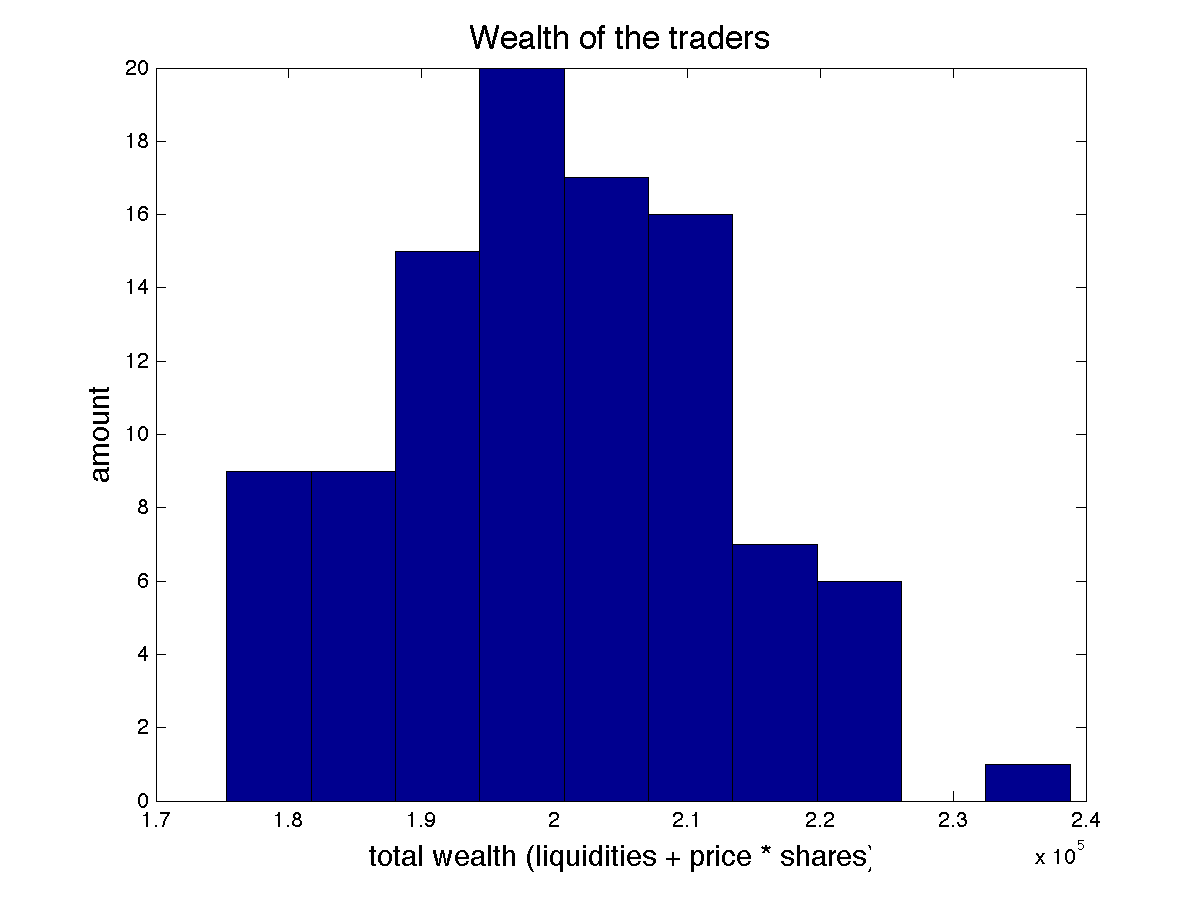 Wealth of the traders
20
18
16
14
12
10
8
6
4
2
0
amount
1.7 1.8 1.9 2 2.1 2.2 2.3 2.4
x 10^5
total wealth (liquidities + price * shares)